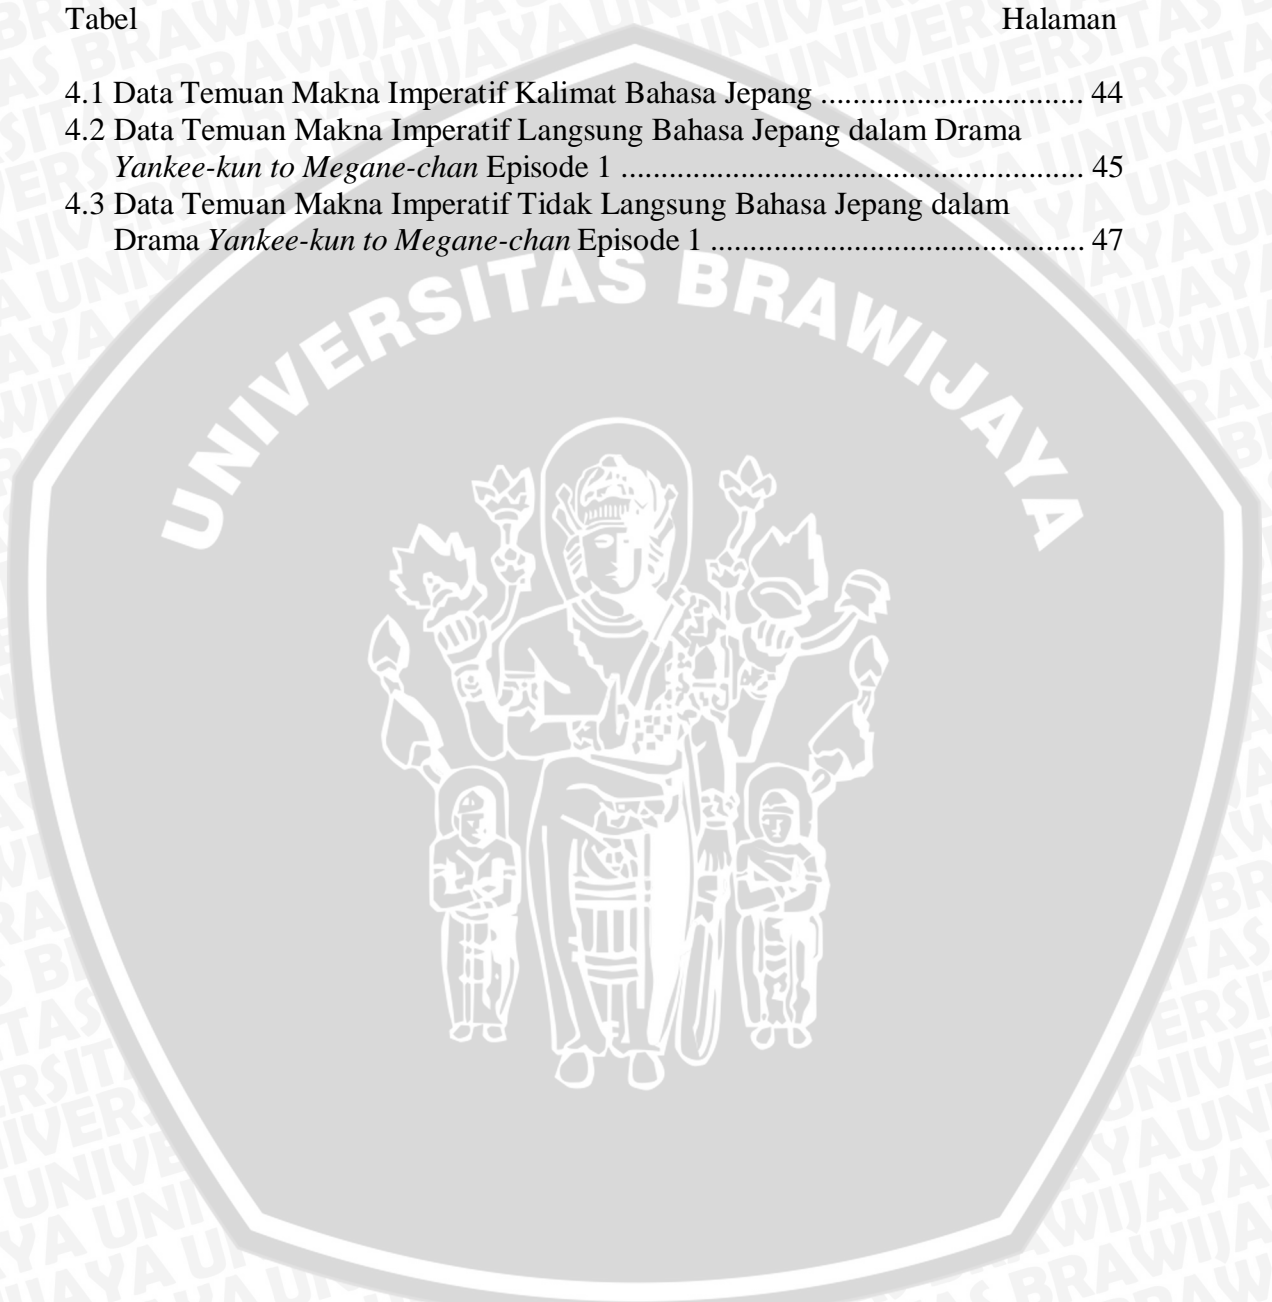 Tabel Halaman
4.1 Data Temuan Makna Imperatif Kalimat Bahasa Jepang ................................. 44
4.2 Data Temuan Makna Imperatif Langsung Bahasa Jepang dalam Drama
Yankee-kun to Megane-chan Episode 1 .......................................................... 45
4.3 Data Temuan Makna Imperatif Tidak Langsung Bahasa Jepang dalam
Drama Yankee-kun to Megane-chan Episode 1 ............................................... 47
UNIVERSITAS BRAWIJAYA